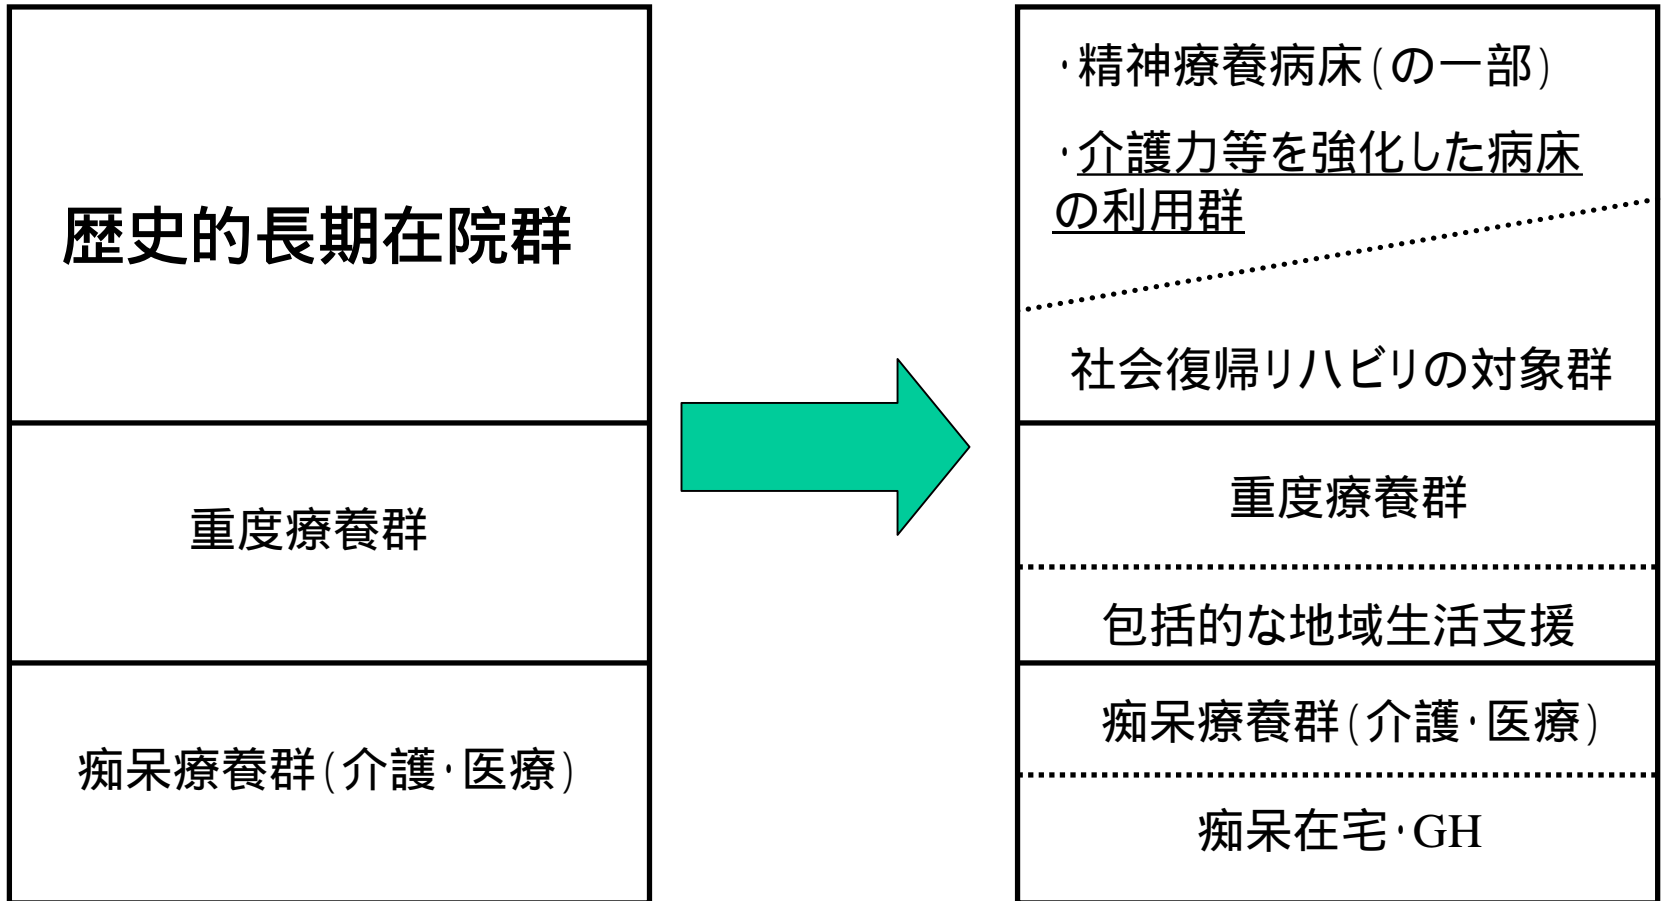 歴史的長期在院群
重度療養群
痴呆療養群(介護・医療)
・精神療養病床(の一部)
・介護力等を強化した病床
の利用群
社会復帰リハビリの対象群
重度療養群
包括的な地域生活支援
痴呆療養群(介護・医療)
痴呆在宅・GH